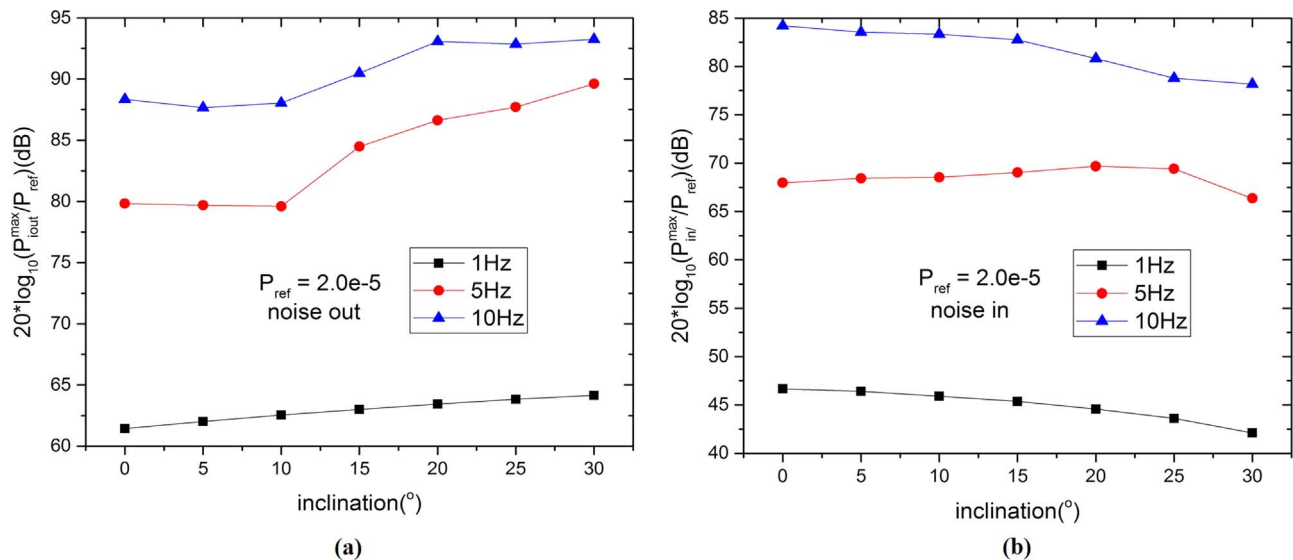 95
90
85
80
75
70
65
60
20*log10(Pioutmax/Pref)(dB)
1Hz
5Hz
10Hz
Pref = 2.0e-5
noise out
0 5 10 15 20 25 30
inclination(o)
(a)
85
80
75
70
65
60
55
50
45
40
20*log10(Pin/max/Pref)(dB)
1Hz
5Hz
10Hz
Pref = 2.0e-5
noise in
0 5 10 15 20 25 30
inclination(o)
(b)